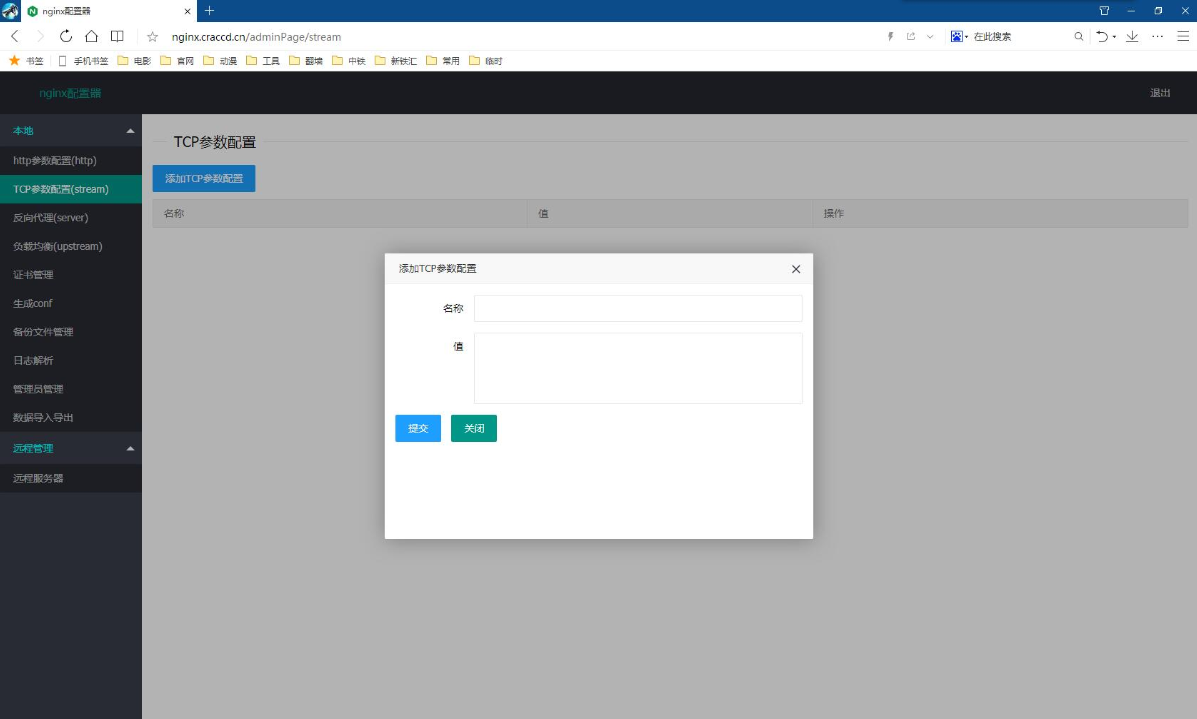 nginx配置器
nginx.craccd.cn/adminPage/stream
在此搜索
书签 手机书签 电影 官网 动漫 工具 翻墙 中铁 新铁汇 常用 临时
nginx配置器 退出
本地
http参数配置(http)
TCP参数配置(stream)
反向代理(server)
负载均衡(upstream)
证书管理
生成conf
备份文件管理
日志解析
管理员管理
数据导入导出
远程管理
远程服务器
TCP参数配置
添加TCP参数配置
名称 值 操作
添加TCP参数配置
名称
值
提交 关闭